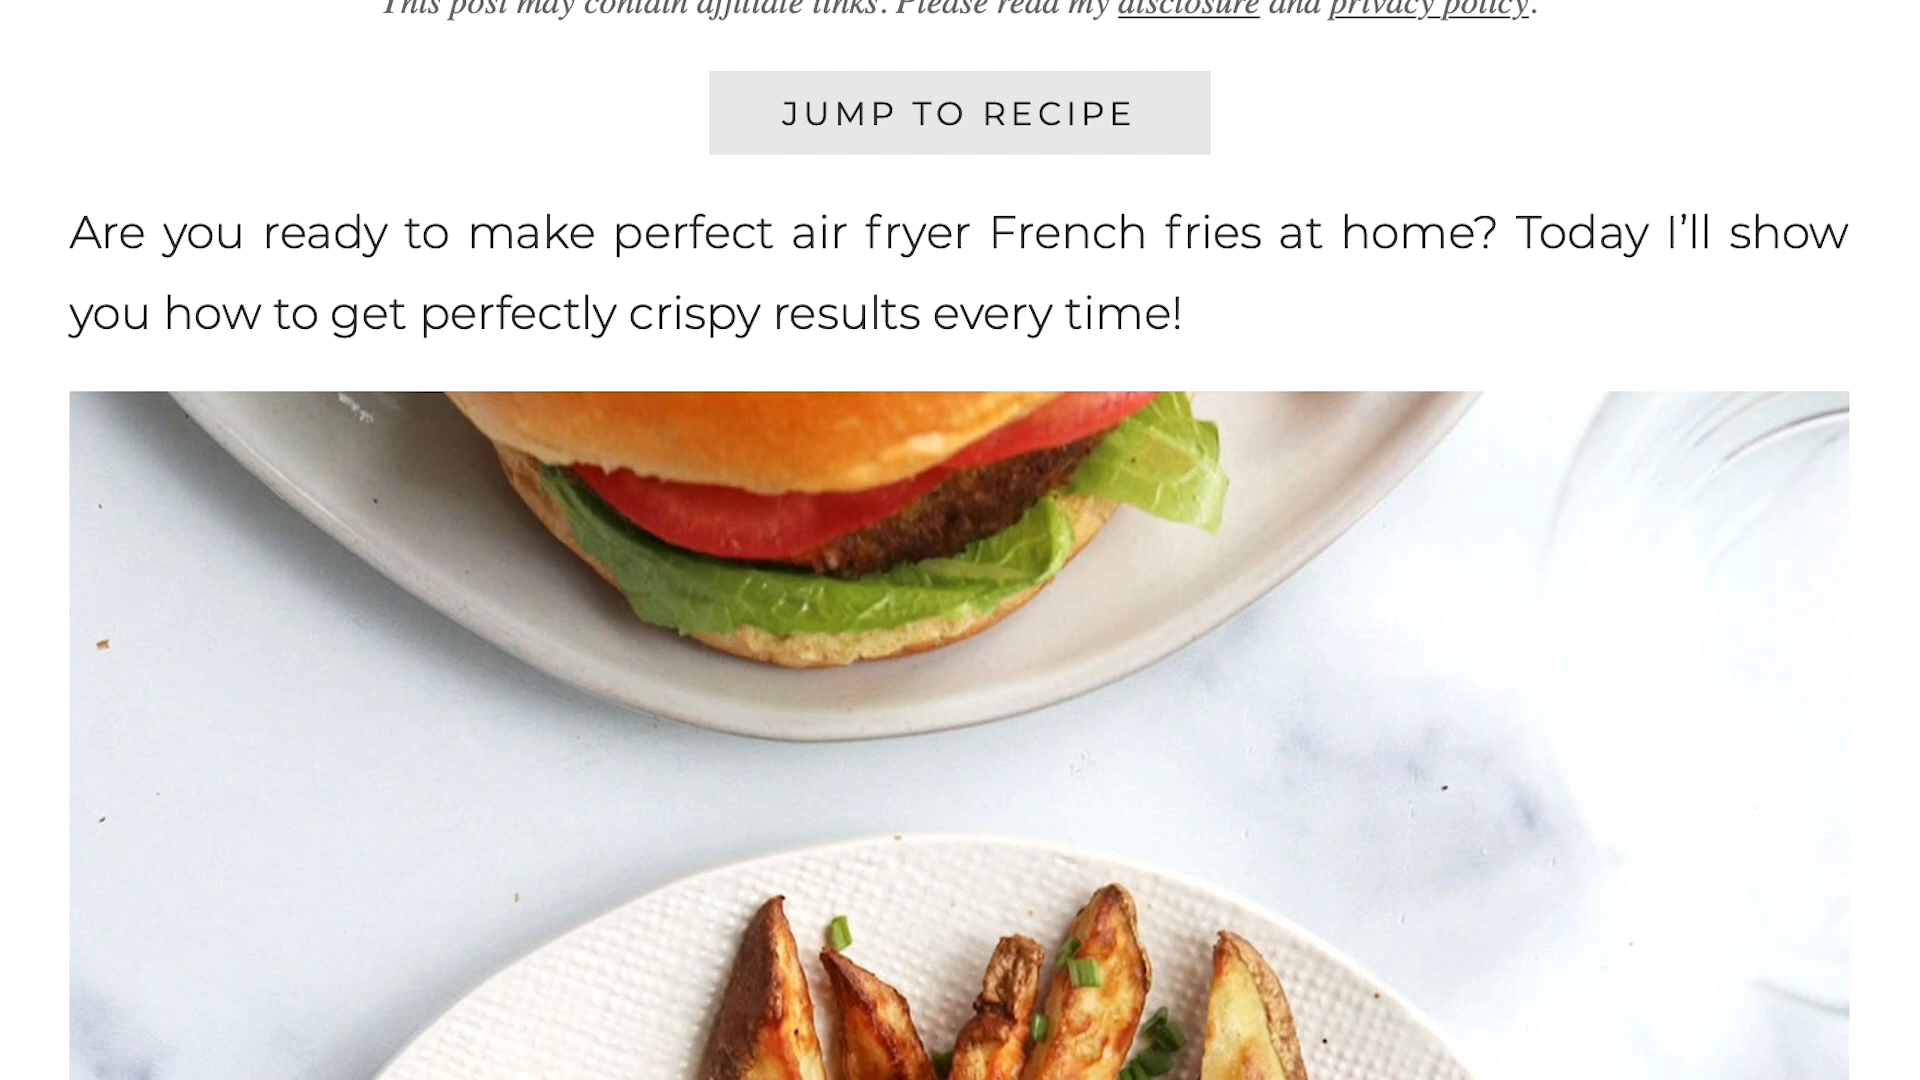 This post may contain affiliate links. Please read my disclosure and privacy policy.
JUMP TO RECIPE
Are you ready to make perfect air fryer French fries at home? Today I’ll show
you how to get perfectly crispy results every time!